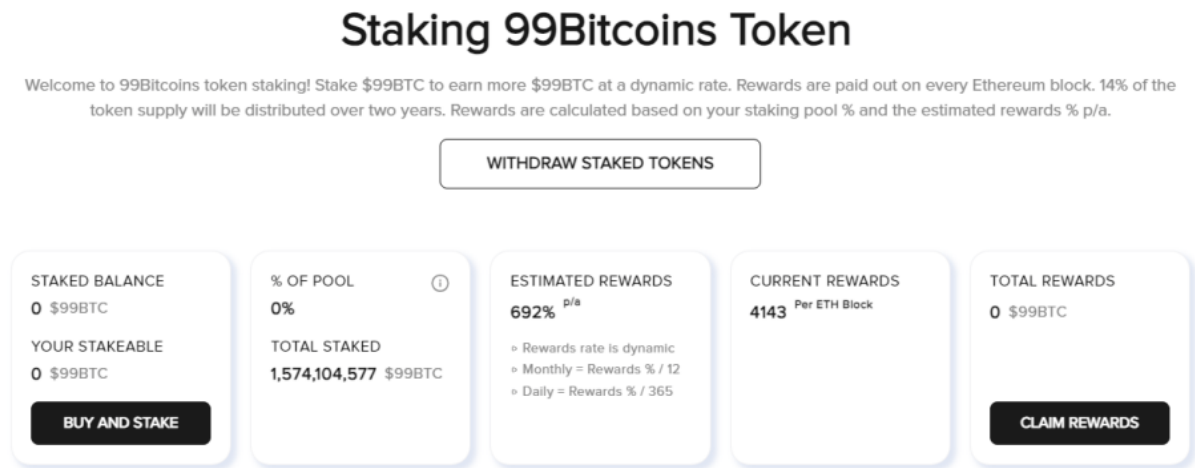 Staking 99Bitcoins Token
Welcome to 99Bitcoins token staking! Stake $99BTC to earn more $99BTC at a dynamic rate. Rewards are paid out on every Ethereum block. 14% of the
token supply will be distributed over two years. Rewards are calculated based on your staking pool % and the estimated rewards % p/a.
WITHDRAW STAKED TOKENS
STAKED BALANCE
0 $99BTC
YOUR STAKEABLE
0 $99BTC
BUY AND STAKE
% OF POOL
0%
TOTAL STAKED
1,574,104,577 $99BTC
ESTIMATED REWARDS
692% p/a
▹ Rewards rate is dynamic
▹ Monthly = Rewards % / 12
▹ Daily = Rewards % / 365
CURRENT REWARDS
4143 Per ETH Block
TOTAL REWARDS
0 $99BTC
CLAIM REWARDS